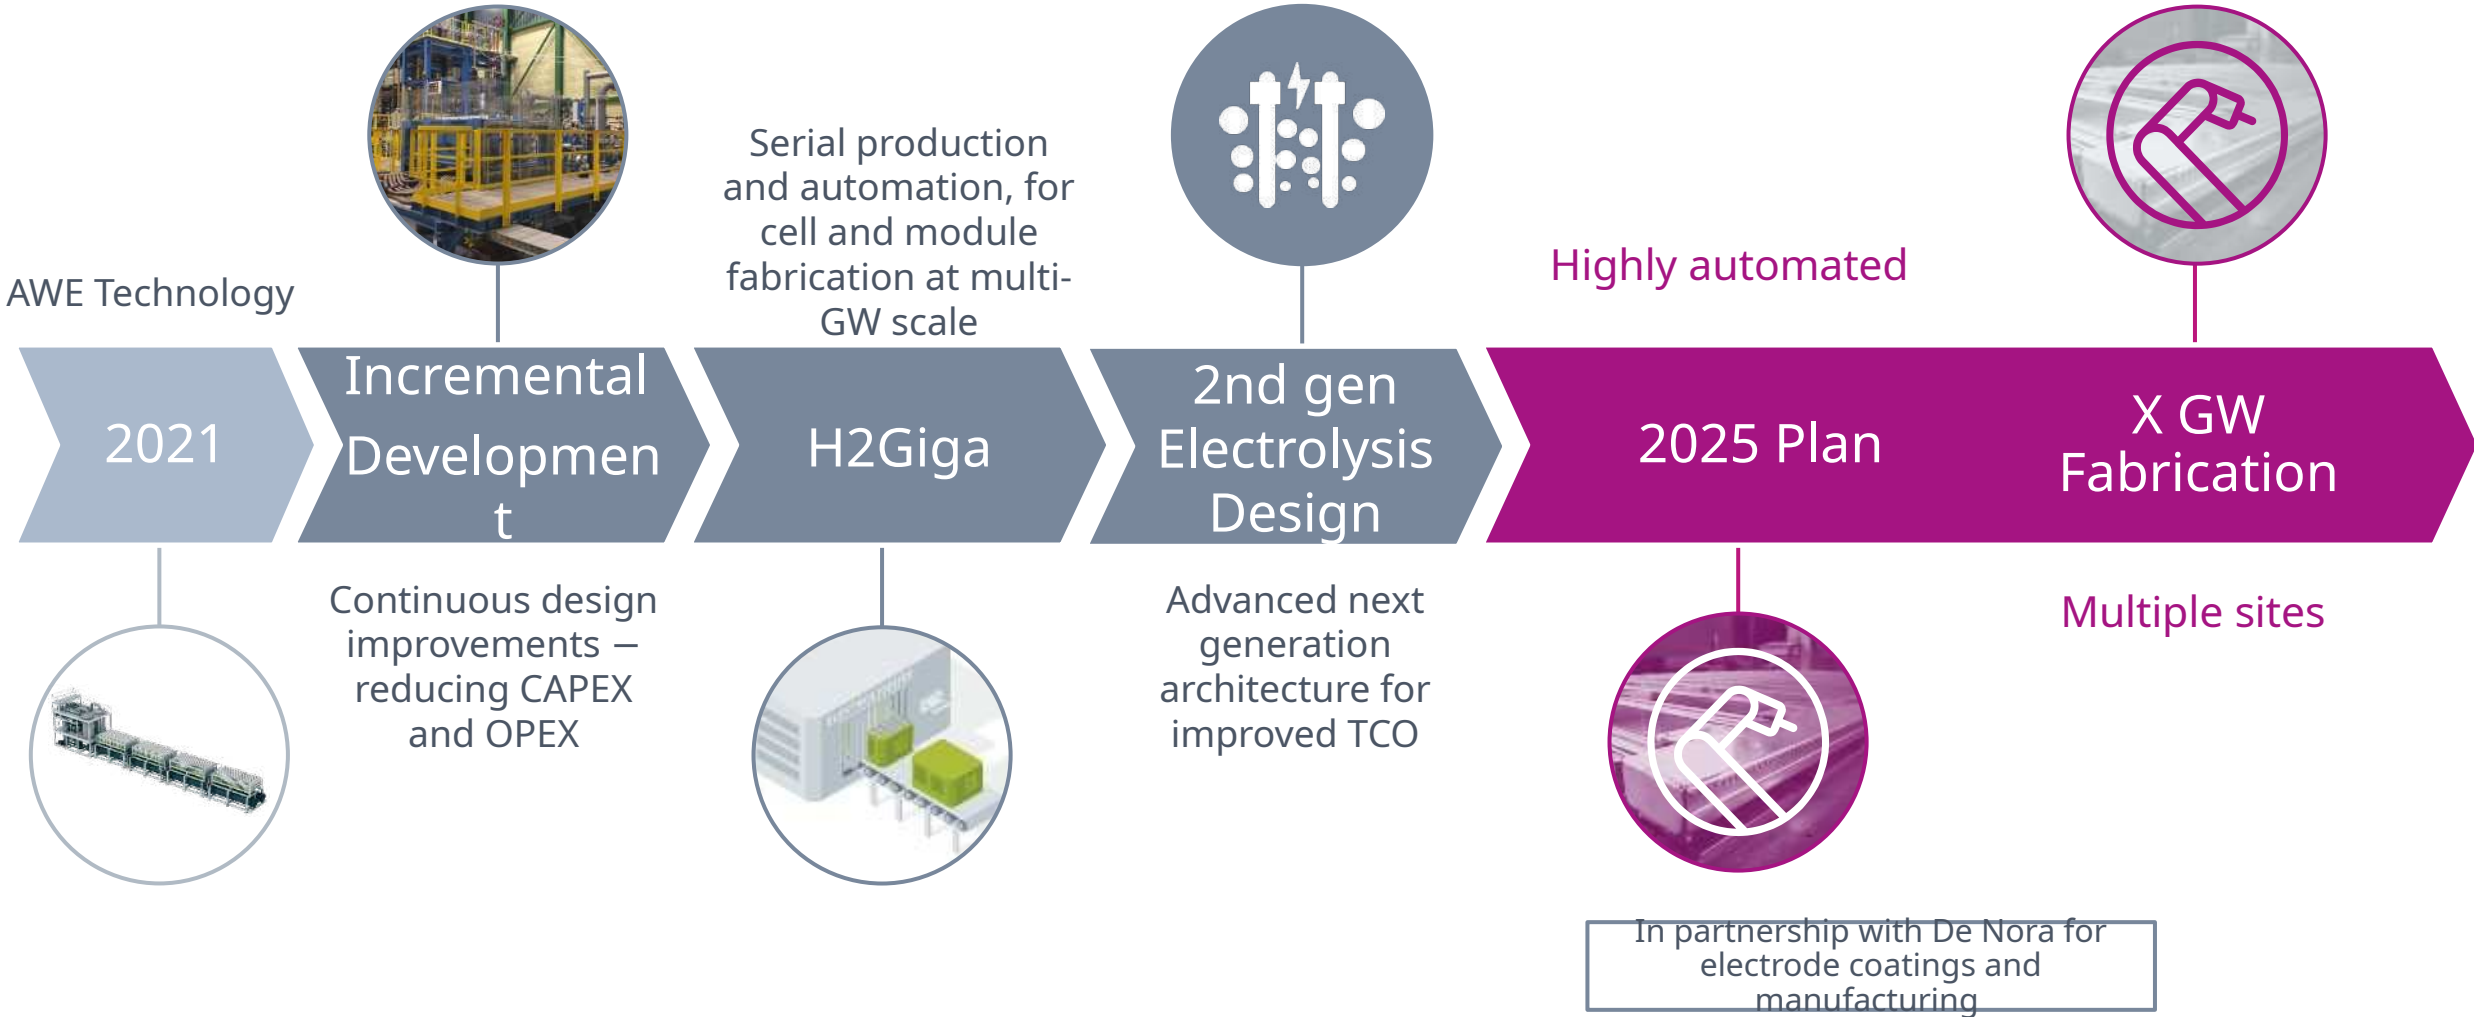 AWE Technology
2021
Incremental
Developmen
t
Continuous design
improvements –
reducing CAPEX
and OPEX
Serial production
and automation, for
cell and module
fabrication at multi-
GW scale
H2Giga
2nd gen
Electrolysis
Design
Advanced next
generation
architecture for
improved TCO
Highly automated
2025 Plan
X GW
Fabrication
Multiple sites
In partnership with De Nora for
electrode coatings and
manufacturing